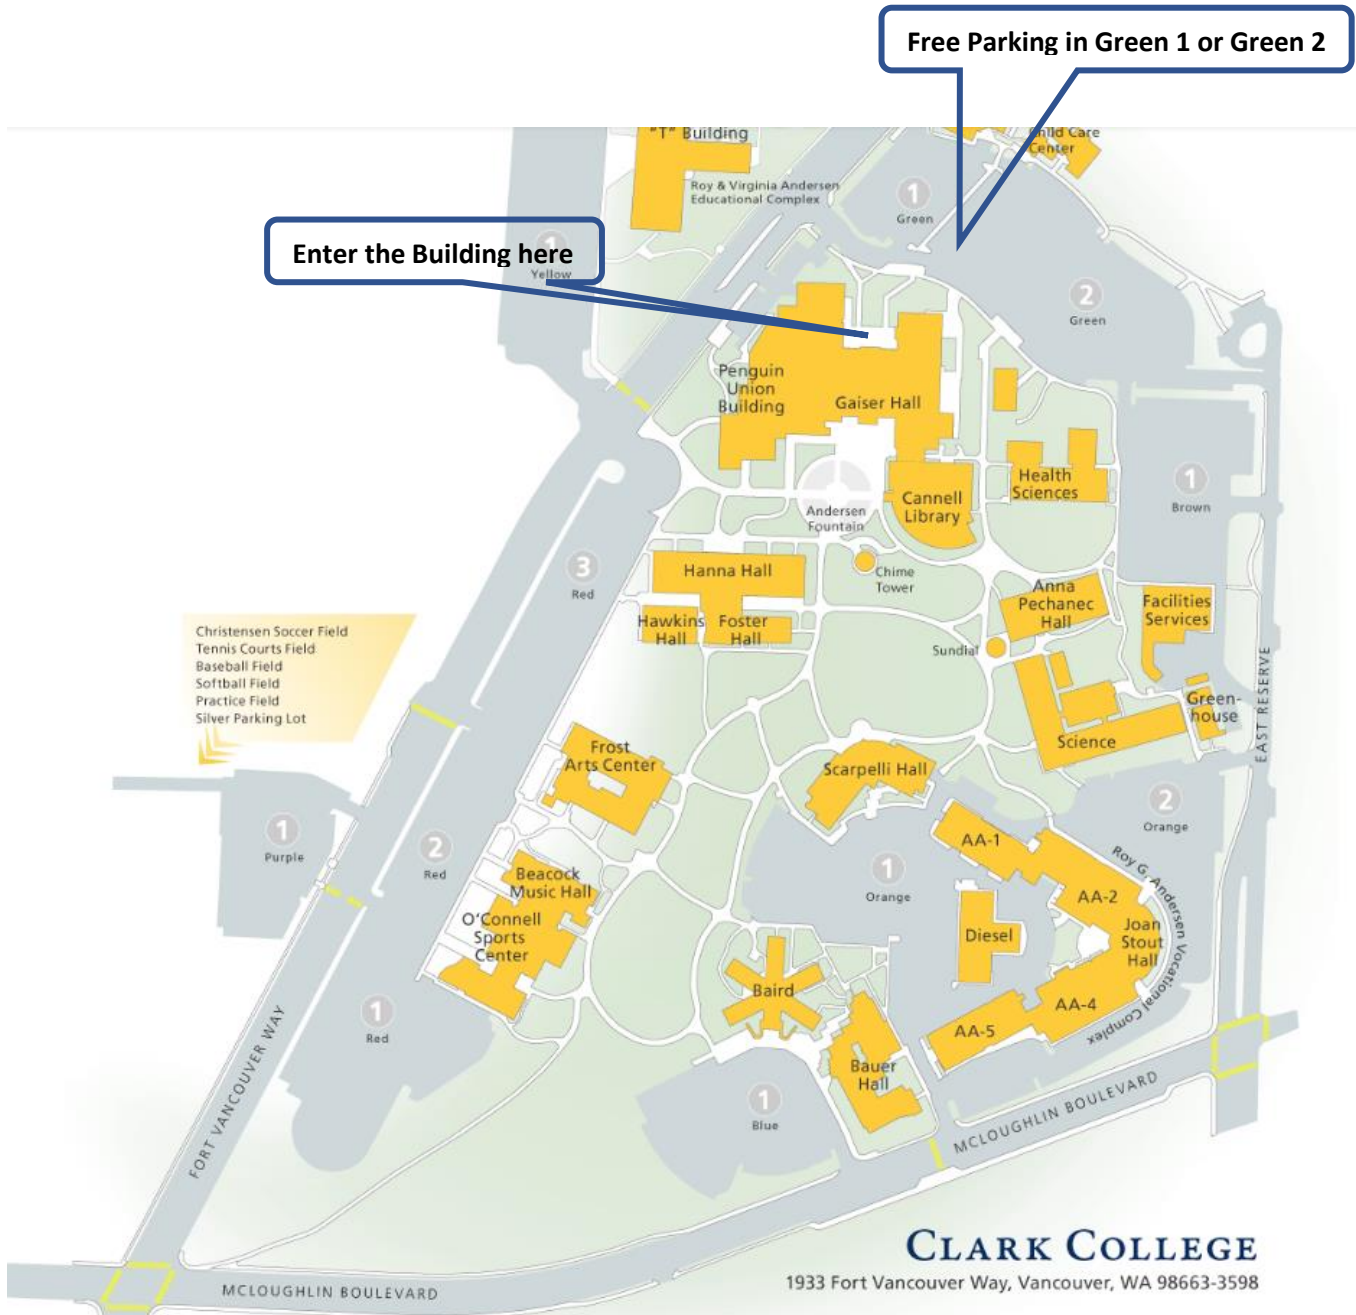 Free Parking in Green 1 or Green 2
"T" Building
Child Care
Center
Roy & Virginia Andersen
Educational Complex
1
Green
Enter the Building here
1
Yellow
2
Green
Penguin
Union
Building
Gaiser Hall
Health
Sciences
1
Brown
Cannell
Library
Andersen
Fountain
3
Red
Hanna Hall
Chime
Tower
Anna
Pechanec
Hall
Facilities
Services
Hawkins
Hall
Foster
Hall
Sundial
Christensen Soccer Field
Tennis Courts Field
Baseball Field
Softball Field
Practice Field
Silver Parking Lot
Green-
house
EAST RESERVE
Science
Frost
Arts Center
Scarpelli Hall
2
Orange
1
Purple
2
Red
AA-1
1
Orange
Roy G. Andersen Vocational Complex
Beacock
Music Hall
AA-2
O'Connell
Sports
Center
Diesel
Joan
Stout
Hall
Baird
AA-4
1
Red
AA-5
Bauer
Hall
1
Blue
FORT VANCOUVER WAY
MCLOUGHLIN BOULEVARD
CLARK COLLEGE
1933 Fort Vancouver Way, Vancouver, WA 98663-3598
MCLOUGHLIN BOULEVARD